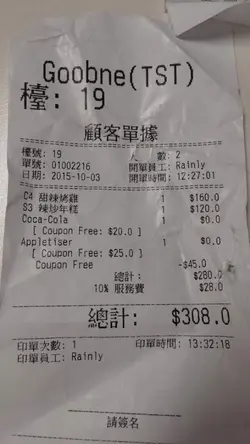 Goobne(TST)
檯: 19
顧客單據
檯號: 19 人 數: 2
單號: 01002216 開單員工: Rainly
日期: 2015-10-03 開單時間: 12:27:01
C4 甜辣烤雞 1 $160.0
S3 辣炒年糕 1 $120.0
Coca-Cola 1 $0.0
[ Coupon Free: $20.0 ]
Appletiser 1 $0.0
[ Coupon Free: $25.0 ]
Coupon Free -$45.0
總計: $280.0
10% 服務費 $28.0
總計: $308.0
印單次數: 1 印單時間: 13:32:18
印單員工: Rainly
請簽名